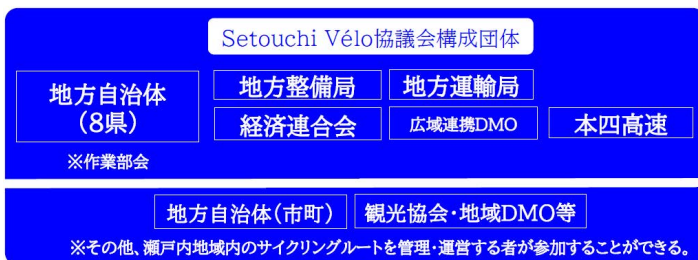 Setouchi Vélo協議会構成団体
地方自治体
(8県)
地方整備局
地方運輸局
経済連合会
広域連携DMO
本四高速
※作業部会
地方自治体(市町)
観光協会・地域DMO等
※その他、瀬戸内地域内のサイクリングルートを管理・運営する者が参加することができる。